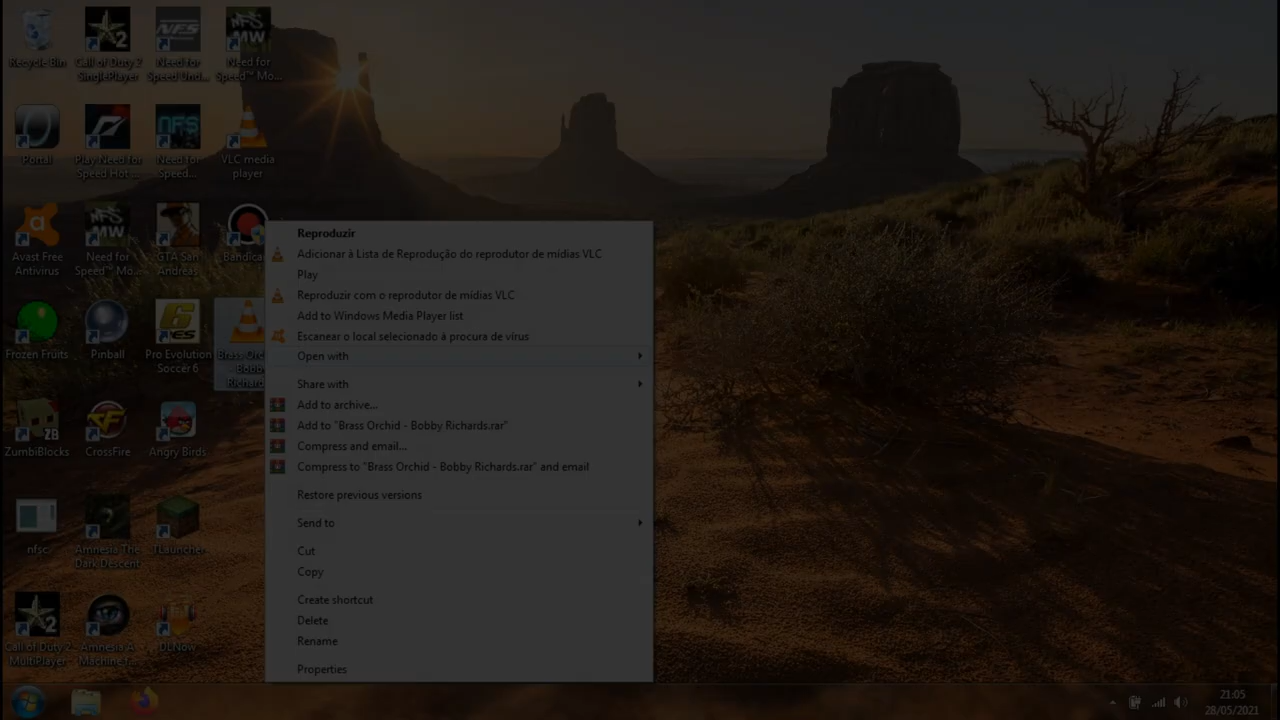 Recycle Bin
Call of Duty 2
SinglePlayer
Need for
Speed Und...
Need for
Speed™ Mo...
Portal
Play Need for
Speed Hot ...
Need for
Speed...
VLC media
player
Avast Free
Antivirus
Need for
Speed™ Mo...
GTA San
Andreas
Bandica
Frozen Fruits
Pinball
Pro Evolution
Soccer 6
Brass Orc
- Bobby
Richard
ZumbiBlocks
CrossFire
Angry Birds
nfsc
Amnesia The
Dark Descent
TLauncher
Call of Duty 2
MultiPlayer
Amnesia A
Machine f...
DLNow
Reproduzir
Adicionar à Lista de Reprodução do reprodutor de mídias VLC
Play
Reproduzir com o reprodutor de mídias VLC
Add to Windows Media Player list
Escanear o local selecionado à procura de vírus
Open with
Share with
Add to archive...
Add to "Brass Orchid - Bobby Richards.rar"
Compress and email...
Compress to "Brass Orchid - Bobby Richards.rar" and email
Restore previous versions
Send to
Cut
Copy
Create shortcut
Delete
Rename
Properties
21:05
28/05/2021